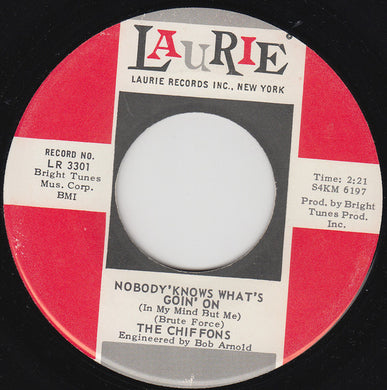 LAURIE
LAURIE RECORDS INC., NEW YORK
RECORD NO.
LR 3301
Bright Tunes
Mus. Corp.
BMI
Time: 2:21
S4KM 6197
Prod. by Bright
Tunes Prod.
Inc.
NOBODY'KNOWS WHAT'S
GOIN' ON
(In My Mind But Me)
(Brute Force)
THE CHIFFONS
Engineered by Bob Arnold